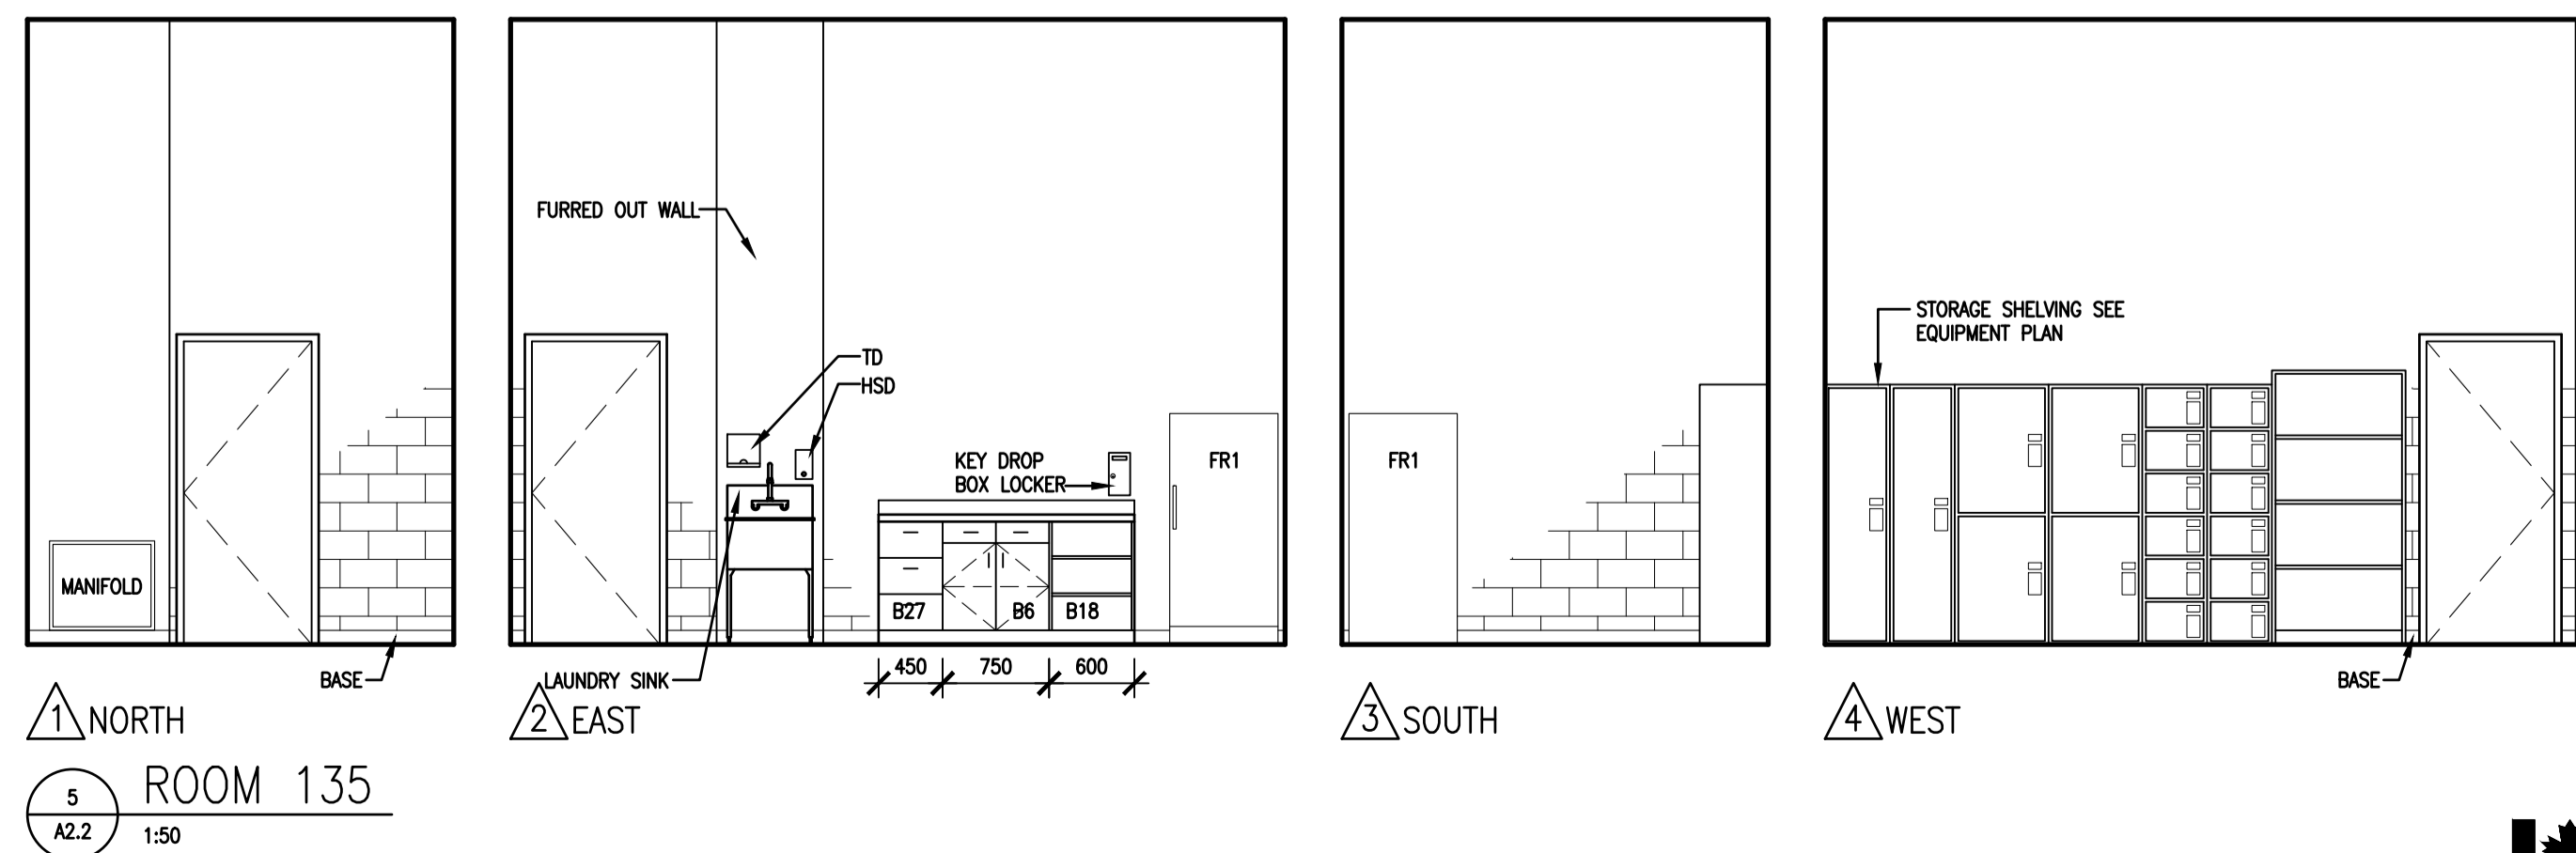 MANIFOLD
BASE
1 NORTH
FURRED OUT WALL
TD
HSD
KEY DROP
BOX LOCKER
FR1
B27
B6
B18
450
750
600
LAUNDRY SINK
2 EAST
FR1
3 SOUTH
STORAGE SHELVING SEE
EQUIPMENT PLAN
BASE
4 WEST
5
A2.2
ROOM 135
1:50